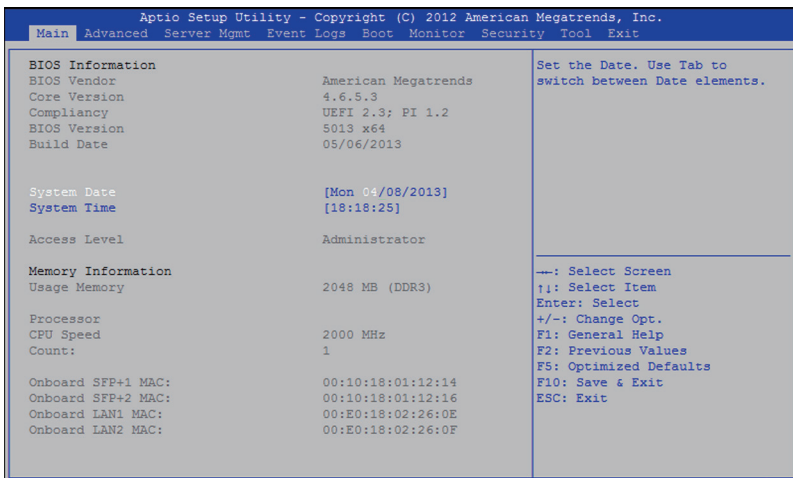 Aptio Setup Utility - Copyright (C) 2012 American Megatrends, Inc.
Main Advanced Server Mgmt Event Logs Boot Monitor Security Tool Exit
BIOS Information
BIOS Vendor American Megatrends
Core Version 4.6.5.3
Compliancy UEFI 2.3; PI 1.2
BIOS Version 5013 x64
Build Date 05/06/2013
System Date [Mon 04/08/2013]
System Time [18:18:25]
Access Level Administrator
Memory Information
Usage Memory 2048 MB (DDR3)
Processor
CPU Speed 2000 MHz
Count: 1
Onboard SFP+1 MAC: 00:10:18:01:12:14
Onboard SFP+2 MAC: 00:10:18:01:12:16
Onboard LAN1 MAC: 00:E0:18:02:26:0E
Onboard LAN2 MAC: 00:E0:18:02:26:0F
Set the Date. Use Tab to
switch between Date elements.
→←: Select Screen
↑↓: Select Item
Enter: Select
+/-: Change Opt.
F1: General Help
F2: Previous Values
F5: Optimized Defaults
F10: Save & Exit
ESC: Exit